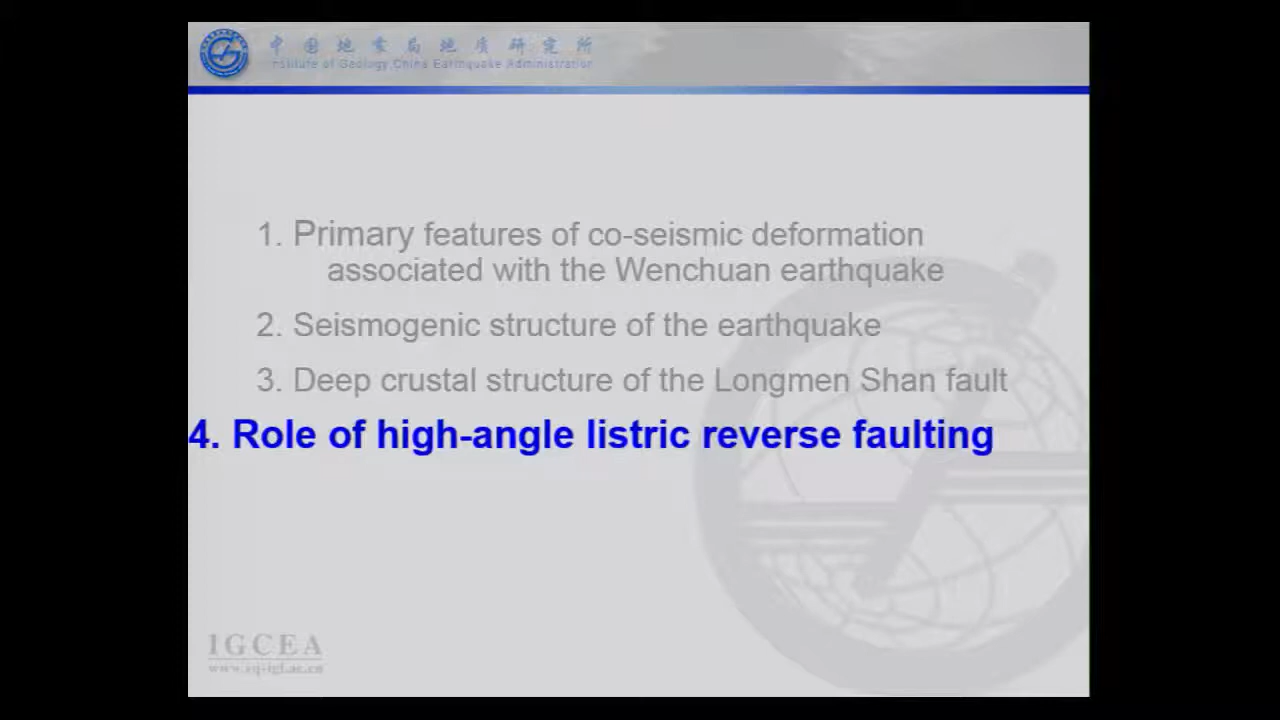 中国地震局地质研究所
nstitute of Geology China Earthquake Administration
1. Primary features of co-seismic deformation
associated with the Wenchuan earthquake
2. Seismogenic structure of the earthquake
3. Deep crustal structure of the Longmen Shan fault
4. Role of high-angle listric reverse faulting
IGCEA